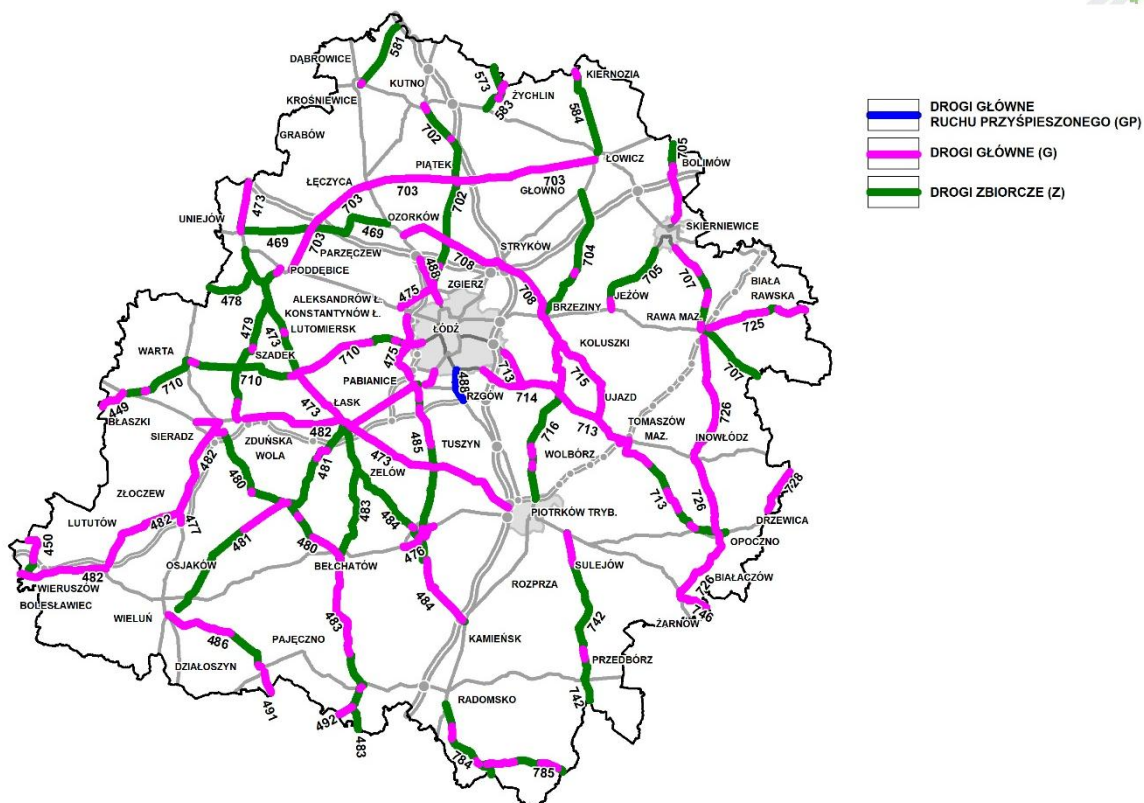 DĄBROWICE
581
KUTNO
KROŚNIEWICE
573
ŻYCHLIN
583
KIERNOZIA
584
GRABÓW
702
PIĄTEK
ŁOWICZ
705
BOLIMÓW
ŁĘCZYCA
703
703
703
GŁOWNO
702
UNIEJÓW
473
469
469
703
OZORKÓW
STRYKÓW
SKIERNIEWICE
PARZĘCZEW
708
704
705
707
PODDĘBICE
488
ZGIERZ
BIAŁA
RAWSKA
478
475
708
BRZEZINY
JEŻÓW
ALEKSANDRÓW Ł.
KONSTANTYNÓW Ł.
LUTOMIERSK
479
473
ŁÓDŹ
RAWA MAZ.
725
WARTA
SZADEK
710
475
KOLUSZKI
707
710
710
PABIANICE
488
713
715
449
BŁASZKI
ŁASK
473
RZGÓW
714
UJAZD
726
SIERADZ
482
482
ZDUŃSKA
WOLA
481
485
TUSZYN
716
713
TOMASZÓW
MAZ.
INOWŁÓDZ
WOLBÓRZ
473
ZELÓW
480
ZŁOCZEW
483
484
728
LUTUTÓW
482
477
PIOTRKÓW TRYB.
713
726
DRZEWICA
450
481
480
476
OPOCZNO
482
OSJAKÓW
BEŁCHATÓW
SULEJÓW
WIERUSZÓW
BOLESŁAWIEC
ROZPRZA
BIAŁACZÓW
726
746
484
WIELUŃ
483
742
ŻARNÓW
486
PAJĘCZNO
KAMIEŃSK
DZIAŁOSZYN
PRZEDBÓRZ
491
RADOMSKO
742
492
483
784
785
DROGI GŁÓWNE
RUCHU PRZYŚPIESZONEGO (GP)
DROGI GŁÓWNE (G)
DROGI ZBIORCZE (Z)